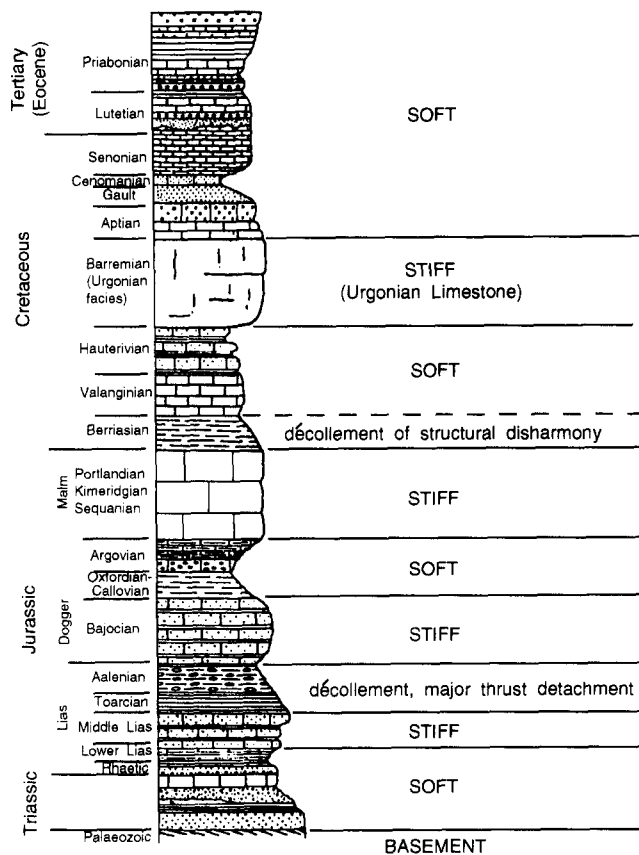 Tertiary
(Eocene)
Priabonian
Lutetian
SOFT
Cretaceous
Senonian
Cenomanian
Gault
Aptian
Barremian
(Urgonian
facies)
STIFF
(Urgonian Limestone)
Hauterivian
Valanginian
SOFT
Berriasian
décollement of structural disharmony
Jurassic
Malm
Portlandian
Kimeridgian
Sequanian
STIFF
Argovian
Oxfordian-
Callovian
SOFT
Dogger
Bajocian
STIFF
Lias
Aalenian
Toarcian
décollement, major thrust detachment
Middle Lias
STIFF
Lower Lias
Rhaetic
SOFT
Triassic
Palaeozoic
BASEMENT